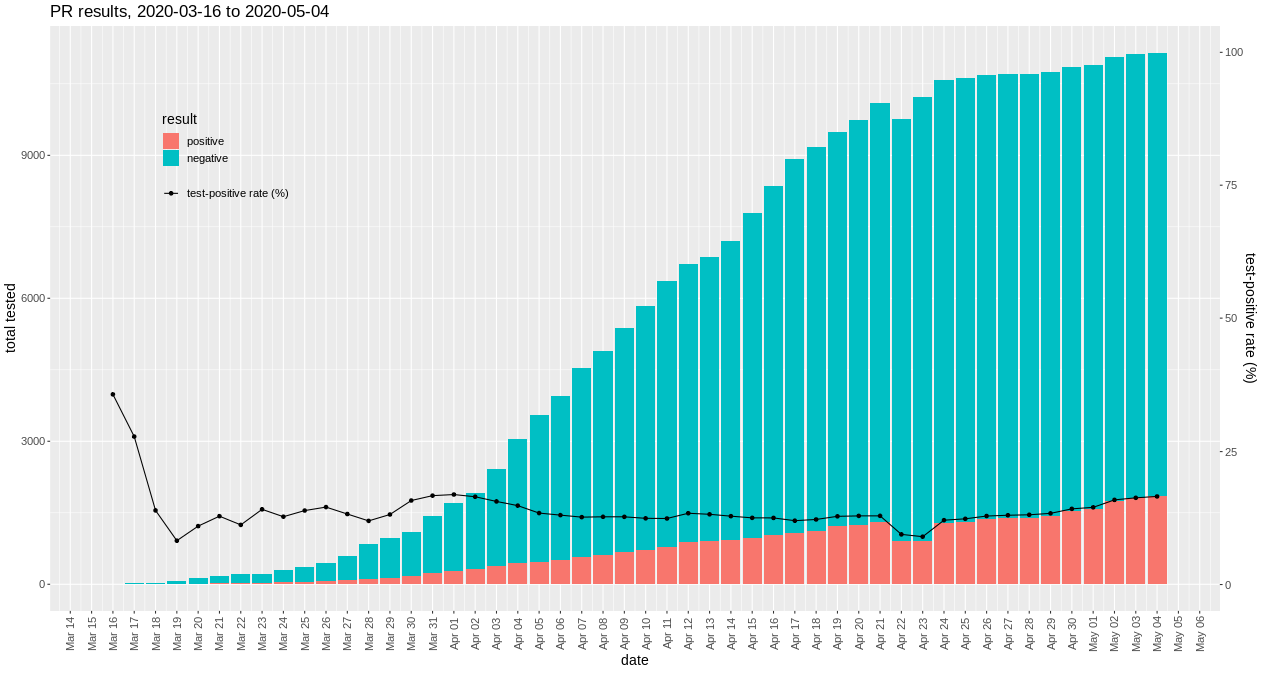 PR results, 2020-03-16 to 2020-05-04
result
positive
negative
test-positive rate (%)
total tested
9000
6000
3000
0
100
75
50
25
0
test-positive rate (%)
Mar 14
Mar 15
Mar 16
Mar 17
Mar 18
Mar 19
Mar 20
Mar 21
Mar 22
Mar 23
Mar 24
Mar 25
Mar 26
Mar 27
Mar 28
Mar 29
Mar 30
Mar 31
Apr 01
Apr 02
Apr 03
Apr 04
Apr 05
Apr 06
Apr 07
Apr 08
Apr 09
Apr 10
Apr 11
Apr 12
Apr 13
Apr 14
Apr 15
Apr 16
Apr 17
Apr 18
Apr 19
Apr 20
Apr 21
Apr 22
Apr 23
Apr 24
Apr 25
Apr 26
Apr 27
Apr 28
Apr 29
Apr 30
May 01
May 02
May 03
May 04
May 05
May 06
date